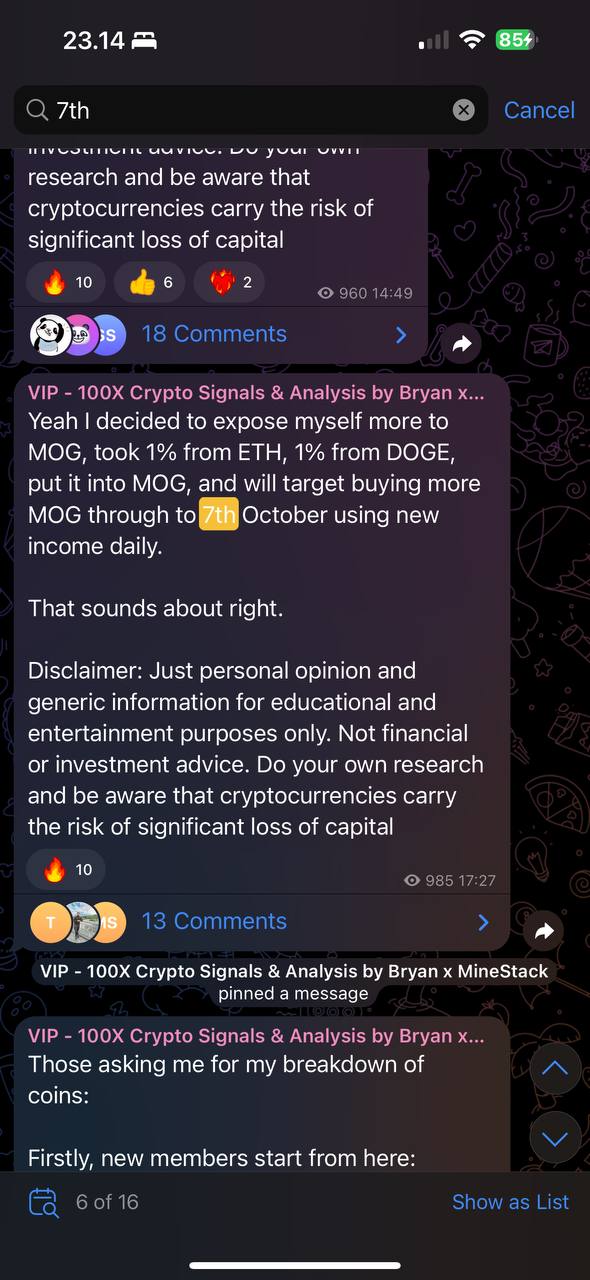 23.14
85
7th
Cancel
investment advice. Do your own
research and be aware that
cryptocurrencies carry the risk of
significant loss of capital
10
6
2
960 14:49
SS
18 Comments
VIP - 100X Crypto Signals & Analysis by Bryan x...
Yeah I decided to expose myself more to
MOG, took 1% from ETH, 1% from DOGE,
put it into MOG, and will target buying more
MOG through to 7th October using new
income daily.
That sounds about right.
Disclaimer: Just personal opinion and
generic information for educational and
entertainment purposes only. Not financial
or investment advice. Do your own research
and be aware that cryptocurrencies carry
the risk of significant loss of capital
10
985 17:27
T
MS
13 Comments
VIP - 100X Crypto Signals & Analysis by Bryan x MineStack
pinned a message
VIP - 100X Crypto Signals & Analysis by Bryan x...
Those asking me for my breakdown of
coins:
Firstly, new members start from here:
6 of 16
Show as List